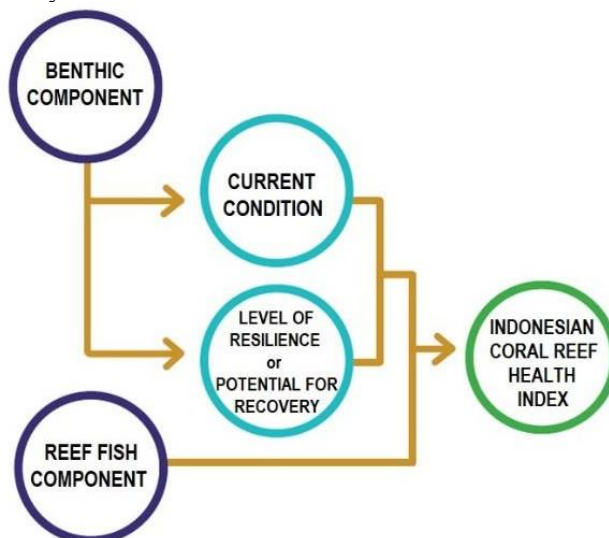 BENTHIC
COMPONENT
CURRENT
CONDITION
LEVEL OF
RESILIENCE
or
POTENTIAL FOR
RECOVERY
INDONESIAN
CORAL REEF
HEALTH
INDEX
REEF FISH
COMPONENT